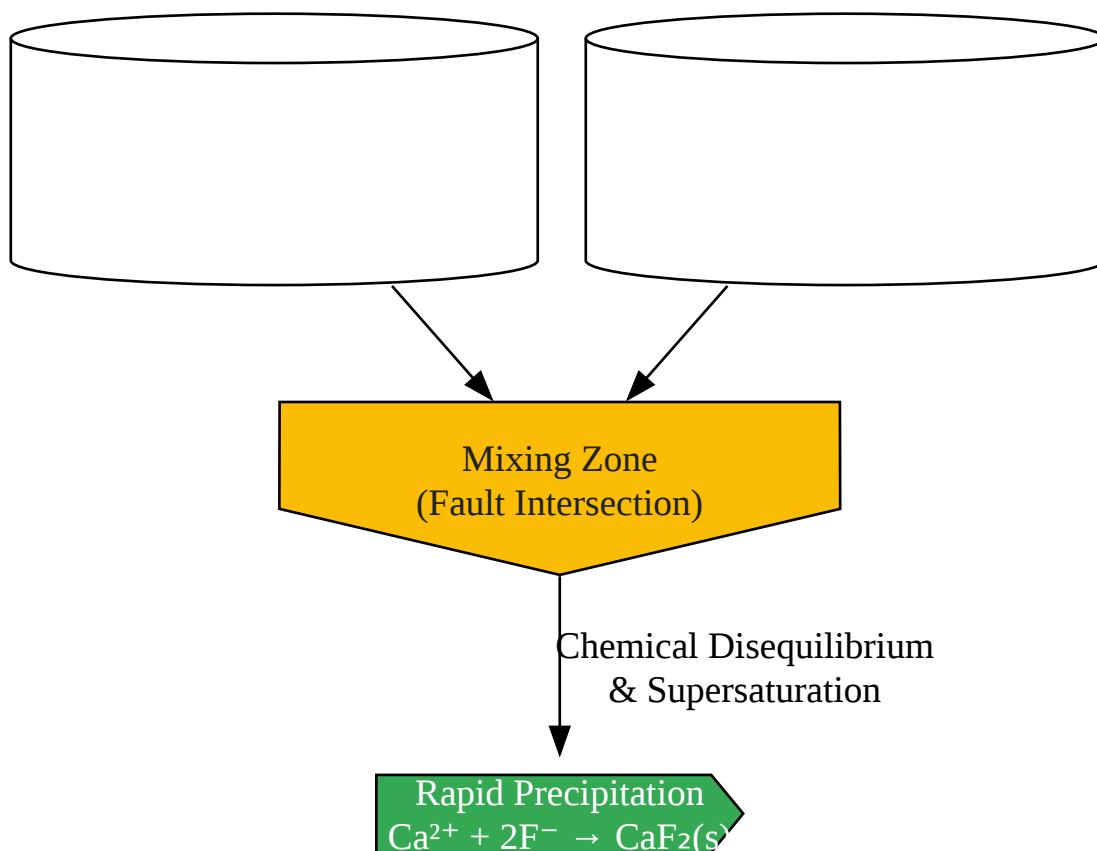 Mixing Zone
(Fault Intersection)
Chemical Disequilibrium
& Supersaturation
Rapid Precipitation
Ca²⁺ + 2F⁻ → CaF₂(s)